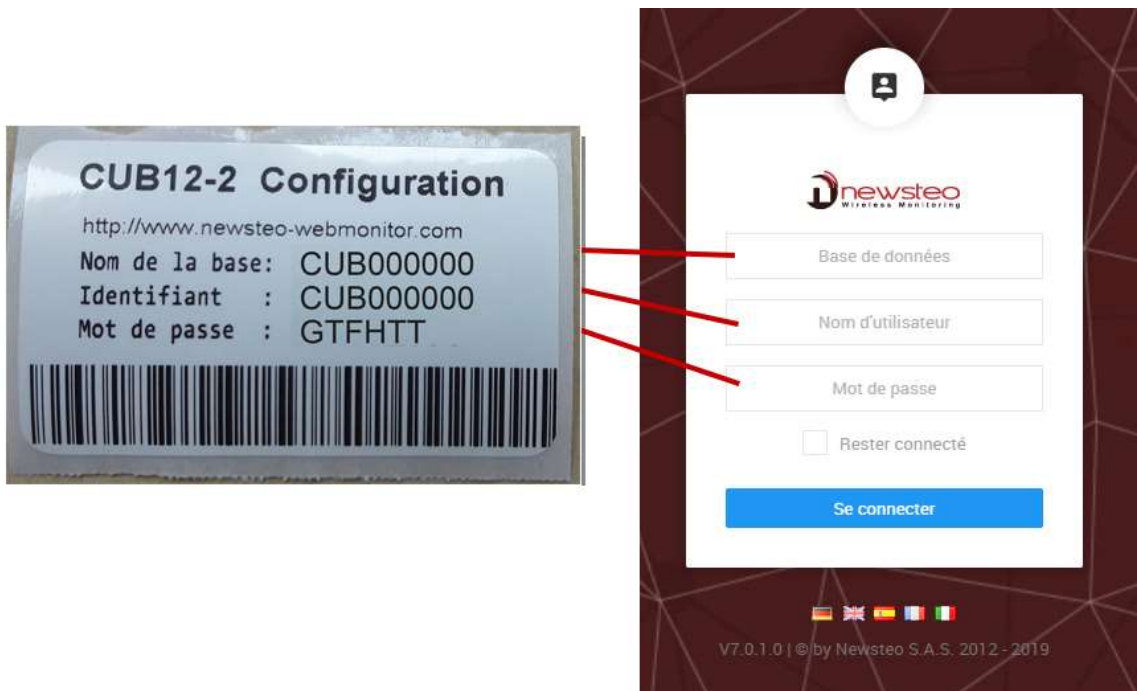 CUB12-2 Configuration
http://www.newsteo-webmonitor.com
Nom de la base: CUB000000
Identifiant : CUB000000
Mot de passe : GTFHTT
newsteo
Wireless Monitoring
Base de données
Nom d'utilisateur
Mot de passe
Rester connecté
Se connecter
V7.0.1.0 | © by Newsteo S.A.S. 2012 - 2019